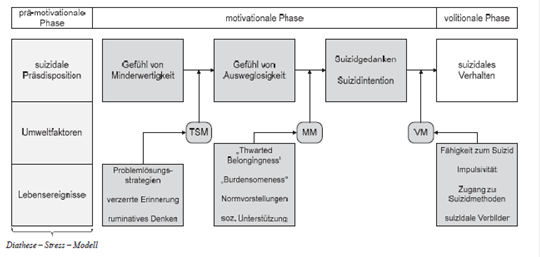 prä-motivationale
Phase
motivationale Phase
volitionale Phase
suizidale
Präsdisposition
Gefühl von
Minderwertigkeit
Gefühl von
Ausweglosigkeit
Suizidgedanken
Suizidintention
suizidales
Verhalten
Umweltfaktoren
TSM
MM
VM
Lebensereignisse
Problemlösungs-
strategien
verzerrte Erinnerung
ruminatives Denken
„Thwarted
Belongingness'
„Burdensomeness“
Normvorstellungen
soz. Unterstützung
Fähigkeit zum Suizid
Impulsivität
Zugang zu
Suizidmethoden
suizidale Vorbilder
Diathese – Stress – Modell